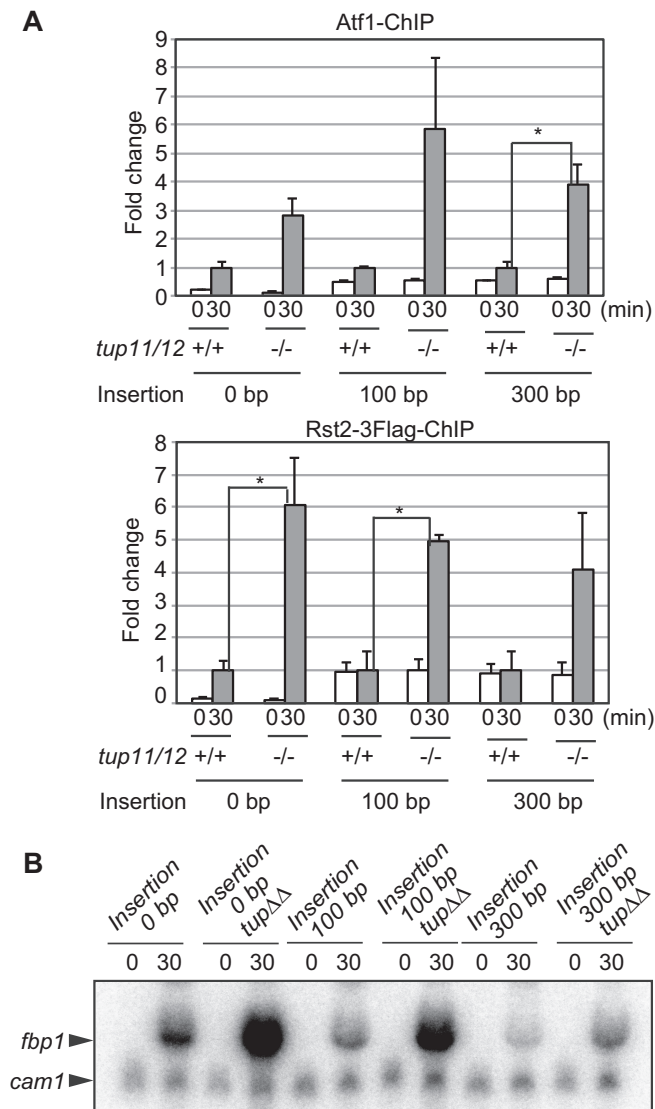 A
Atf1-ChIP
9
8
7
6
5
4
3
2
1
0
Fold change
0 30 0 30 0 30 0 30 0 30 0 30 (min)
tup11/12 +/+ -/- +/+ -/- +/+ -/-
Insertion 0 bp 100 bp 300 bp
*
Rst2-3Flag-ChIP
8
7
6
5
4
3
2
1
0
Fold change
* *
0 30 0 30 0 30 0 30 0 30 0 30 (min)
tup11/12 +/+ -/- +/+ -/- +/+ -/-
Insertion 0 bp 100 bp 300 bp
B
Insertion
0 bp
Insertion
0 bp
tupΔΔ
Insertion
100 bp
Insertion
100 bp
tupΔΔ
Insertion
300 bp
Insertion
300 bp
tupΔΔ
0 30 0 30 0 30 0 30 0 30 0 30
fbp1
cam1